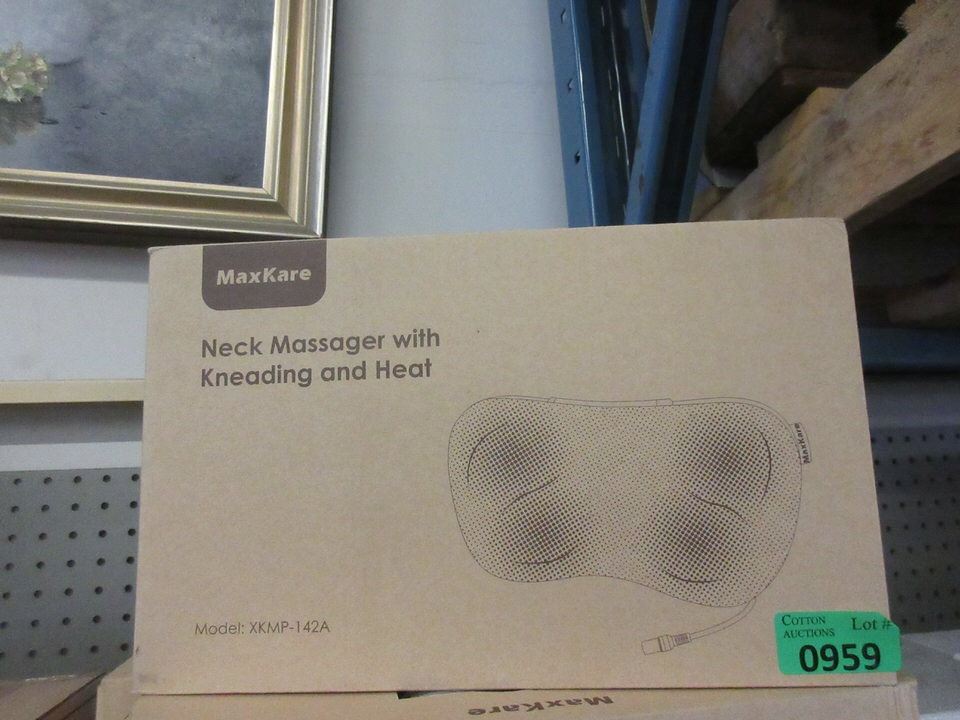 MaxKare
Neck Massager with
Kneading and Heat
MaxKare
Model: XKMP-142A
COTTON
AUCTIONS
Lot #
0959
MaxKare